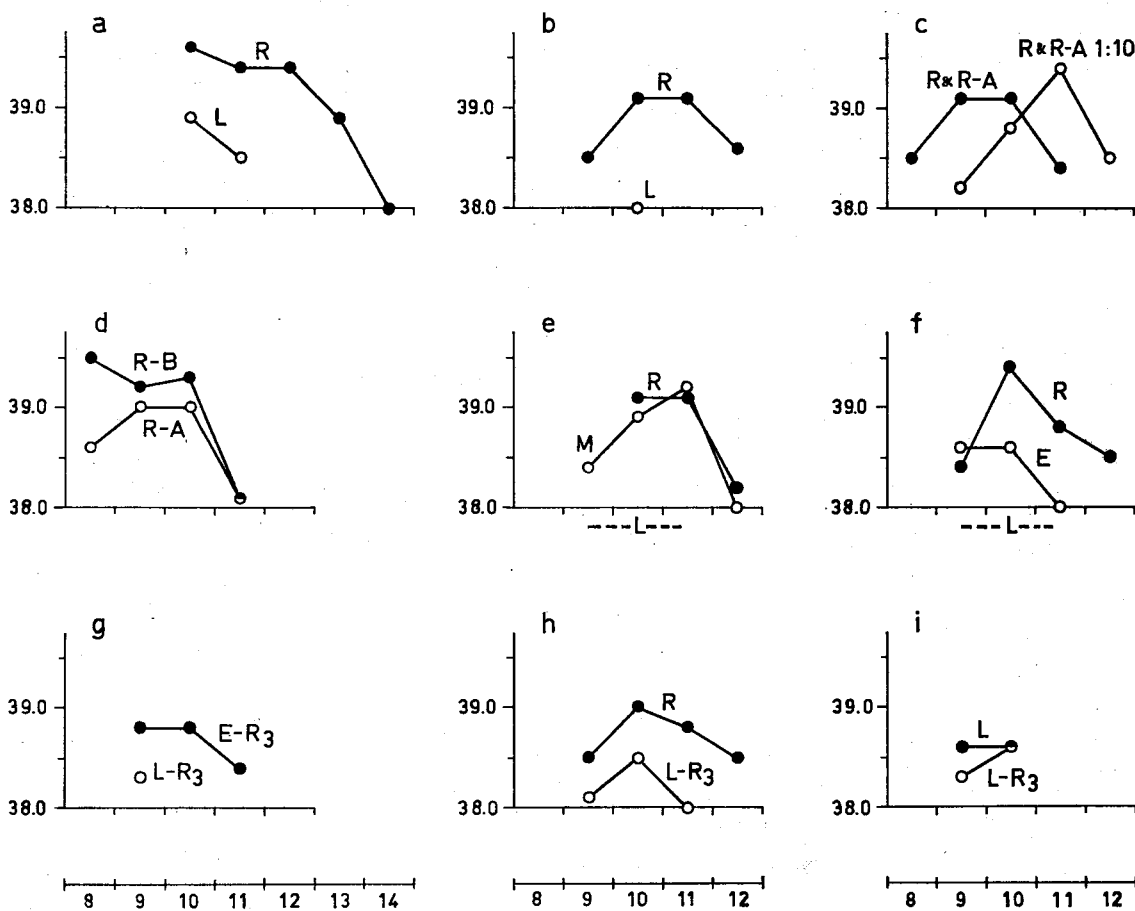 a
b
c
R
R
R&R-A 1:10
R&R-A
39.0
L
39.0
39.0
L
38.0
38.0
38.0
d
e
f
R-B
R
R
39.0
R-A
39.0
M
39.0
E
38.0
38.0
38.0
---L---
---L---
g
h
i
39.0
E-R3
39.0
R
39.0
L
L-R3
L-R3
L-R3
38.0
38.0
38.0
8 9 10 11 12 13 14
8 9 10 11 12
8 9 10 11 12